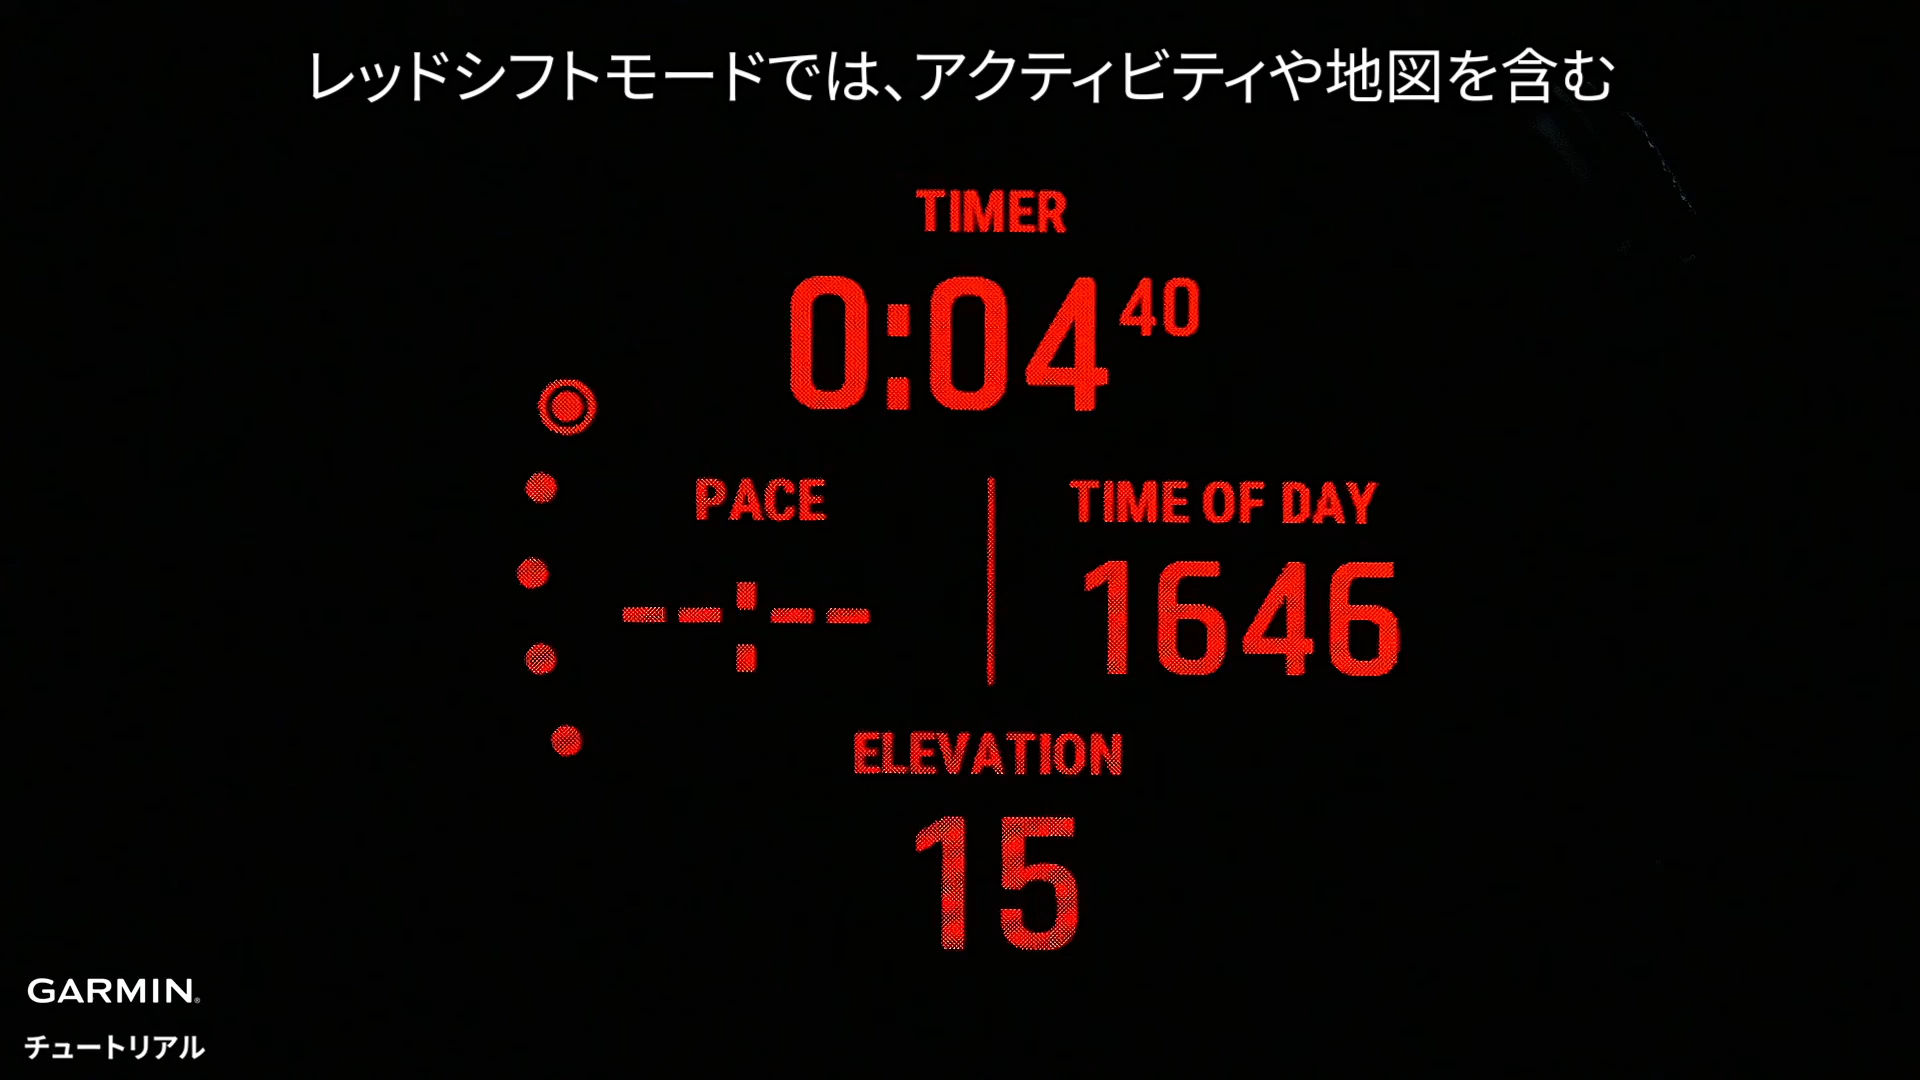 レッドシフトモードでは、アクティビティや地図を含む
TIMER
0:04 40
PACE
--:--
TIME OF DAY
1646
ELEVATION
15
GARMIN®
チュートリアル